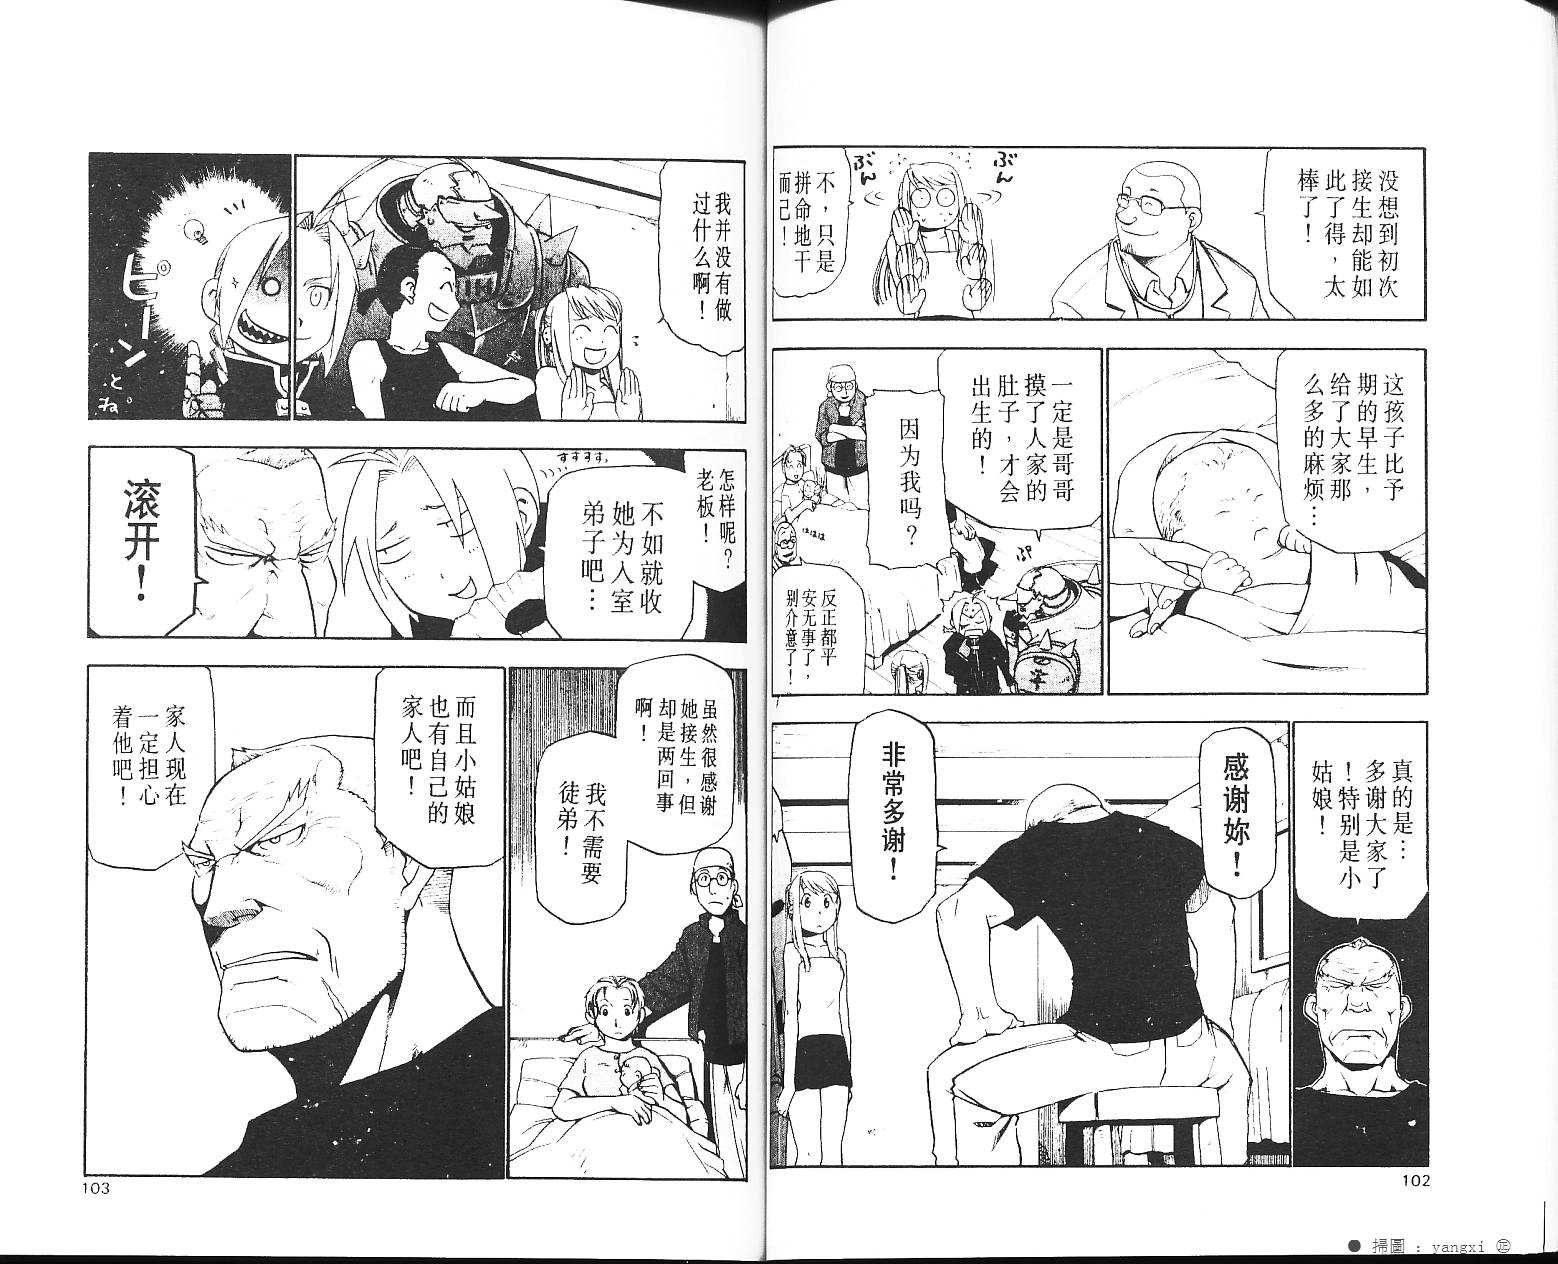 没想到初次
接生却能如
此了得，太
棒了！
ぶん
ぶん
不，只是
拼命地干
而已！
这孩子比予
期的早生，
给了大家那
么多的麻烦…
一定是哥哥
摸了人家的
肚子，才会
出生的！
因为我吗？
ぷ
ははは
反正都平
安无事了，
别介意了！
真的是…
多谢大家了
！特别是小
姑娘！
感谢妳！
非常多谢！
102
我并没有做
过什么啊！
ピーン
とね。
怎样呢？
老板！
すすすす,
不如就收
她为入室
弟子吧…
滚开！
虽然很感谢
她接生，但
却是两回事
啊！
我不需要
徒弟！
而且小姑娘
也有自己的
家人吧！
家人现在
一定担心
着他吧！
103
● 掃圖：yangxi ㊣